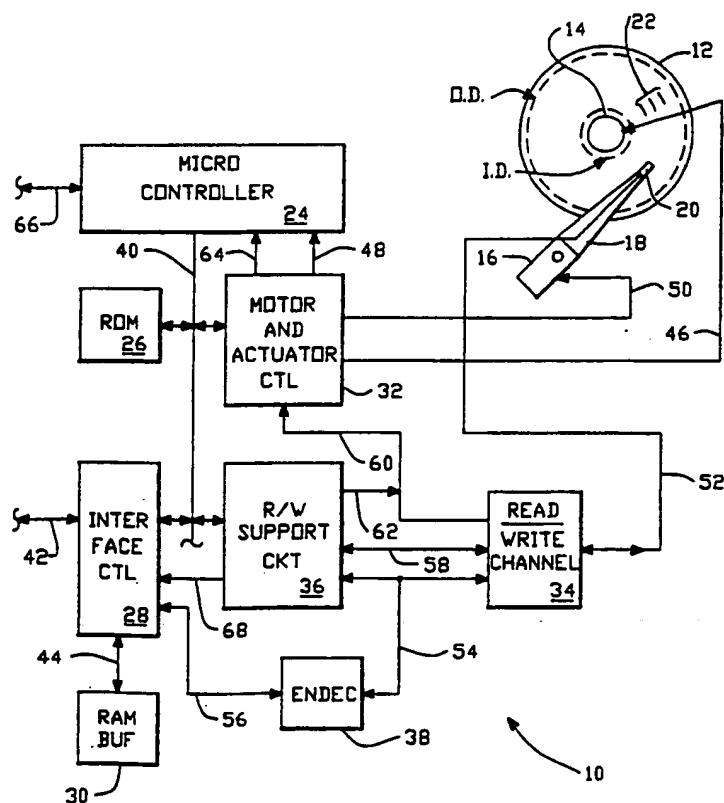 14
22
12
O.D.
I.D.
20
18
16
50
46
MICRO
CONTROLLER
24
66
40
64
48
ROM
26
MOTOR
AND
ACTUATOR
CTL
32
60
52
INTER
FACE
CTL
28
42
R/W
SUPPORT
CKT
36
62
58
READ
WRITE
CHANNEL
34
68
44
54
56
ENDEC
38
RAM
BUF
30
10